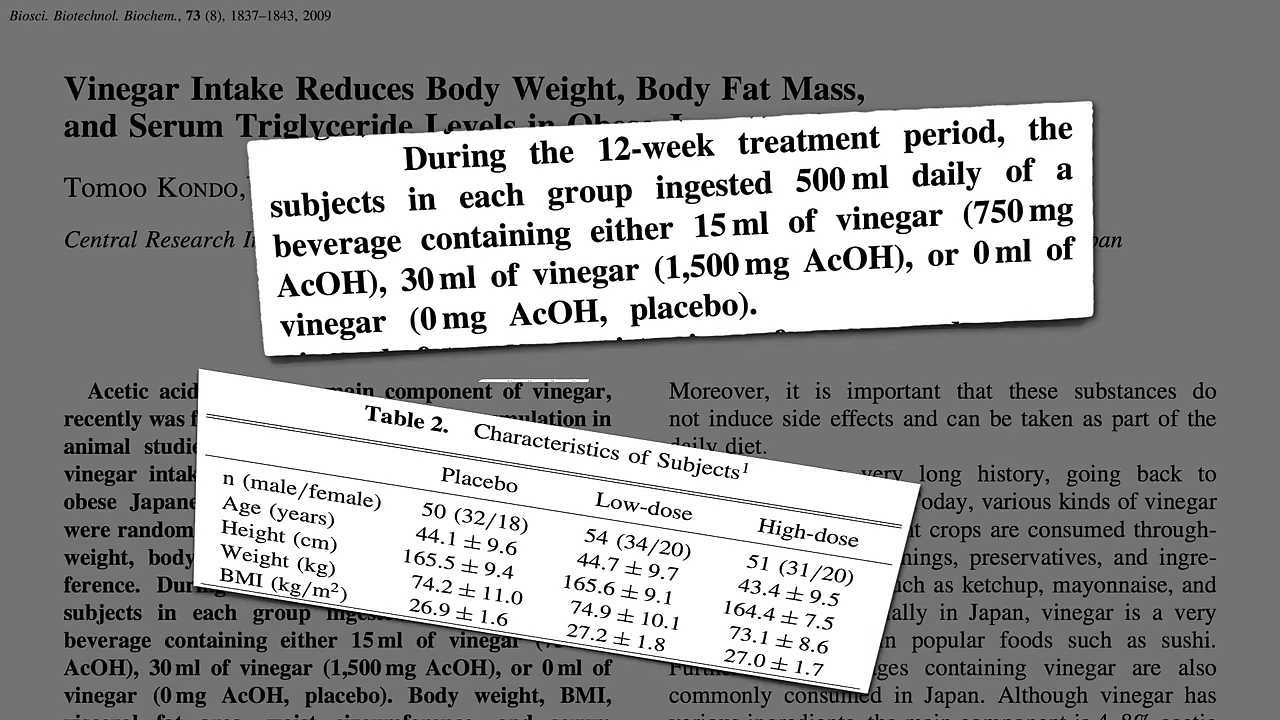 Biosci. Biotechnol. Biochem., 73 (8), 1837–1843, 2009
Vinegar Intake Reduces Body Weight, Body Fat Mass,
and Serum Triglyceride Levels in
Tomoo KONDO,
Central Research
During the 12-week treatment period, the
subjects in each group ingested 500 ml daily of a
beverage containing either 15 ml of vinegar (750 mg
AcOH), 30 ml of vinegar (1,500 mg AcOH), or 0 ml of
vinegar (0 mg AcOH, placebo).
Acetic acid main component of vinegar,
recently was in
animal
vinegar
obese
were
weight,
ference.
subjects in each group
beverage containing either 15 ml of vinegar
AcOH), 30 ml of vinegar (1,500 mg AcOH), or 0 ml of
vinegar (0 mg AcOH, placebo). Body weight, BMI,
Table 2. Characteristics of Subjects1
Placebo Low-dose High-dose
n (male/female) 50 (32/18) 54 (34/20) 51 (31/20)
Age (years) 44.1 ± 9.6 44.7 ± 9.7 43.4 ± 9.5
Height (cm) 165.5 ± 9.4 165.6 ± 9.1 164.4 ± 7.5
Weight (kg) 74.2 ± 11.0 74.9 ± 10.1 73.1 ± 8.6
BMI (kg/m2) 26.9 ± 1.6 27.2 ± 1.8 27.0 ± 1.7
Moreover, it is important that these substances do
not induce side effects and can be taken as part of the
daily diet.
very long history, going back to
various kinds of vinegar
crops are consumed through-
preservatives, and ingre-
as ketchup, mayonnaise, and
in Japan, vinegar is a very
popular foods such as sushi.
containing vinegar are also
commonly consumed in Japan. Although vinegar has